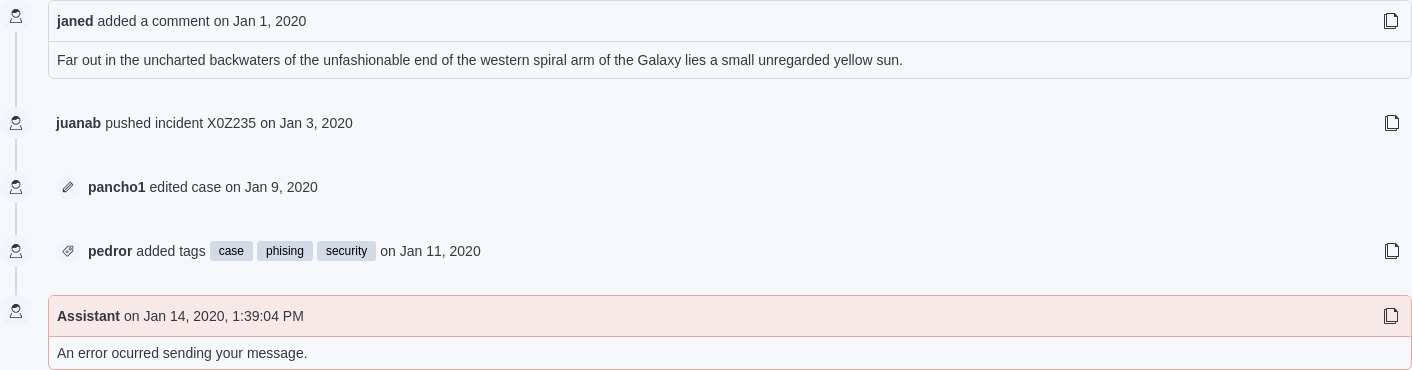 janed added a comment on Jan 1, 2020
Far out in the uncharted backwaters of the unfashionable end of the western spiral arm of the Galaxy lies a small unregarded yellow sun.
juanab pushed incident X0Z235 on Jan 3, 2020
pancho1 edited case on Jan 9, 2020
pedror added tags case phising security on Jan 11, 2020
Assistant on Jan 14, 2020, 1:39:04 PM
An error ocurred sending your message.